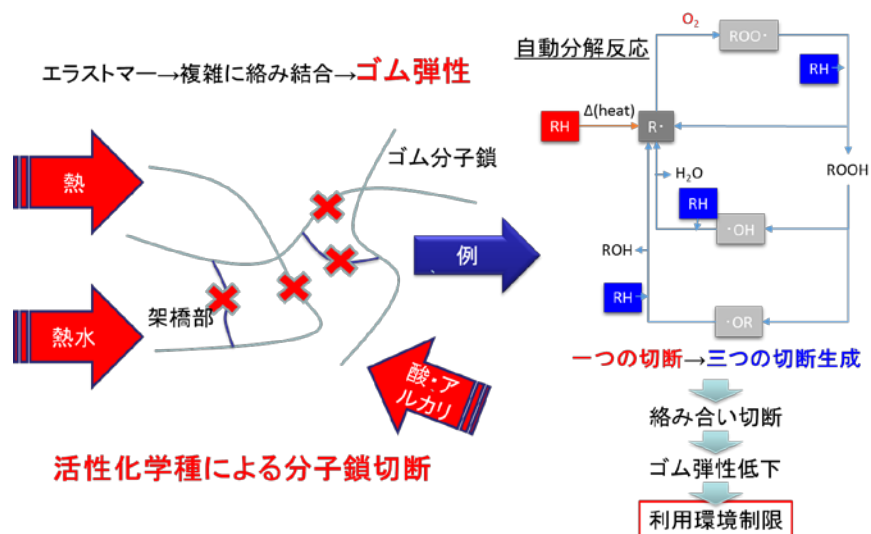 エラストマー→複雑に絡み結合→ゴム弾性
熱
熱水
ゴム分子鎖
架橋部
酸・ア
ルカリ
活性化学種による分子鎖切断
例
自動分解反応
O₂
ROO・
RH
Δ(heat)
RH
R・
H₂O
ROOH
RH
・OH
ROH
RH
・OR
一つの切断→三つの切断生成
絡み合い切断
ゴム弾性低下
利用環境制限